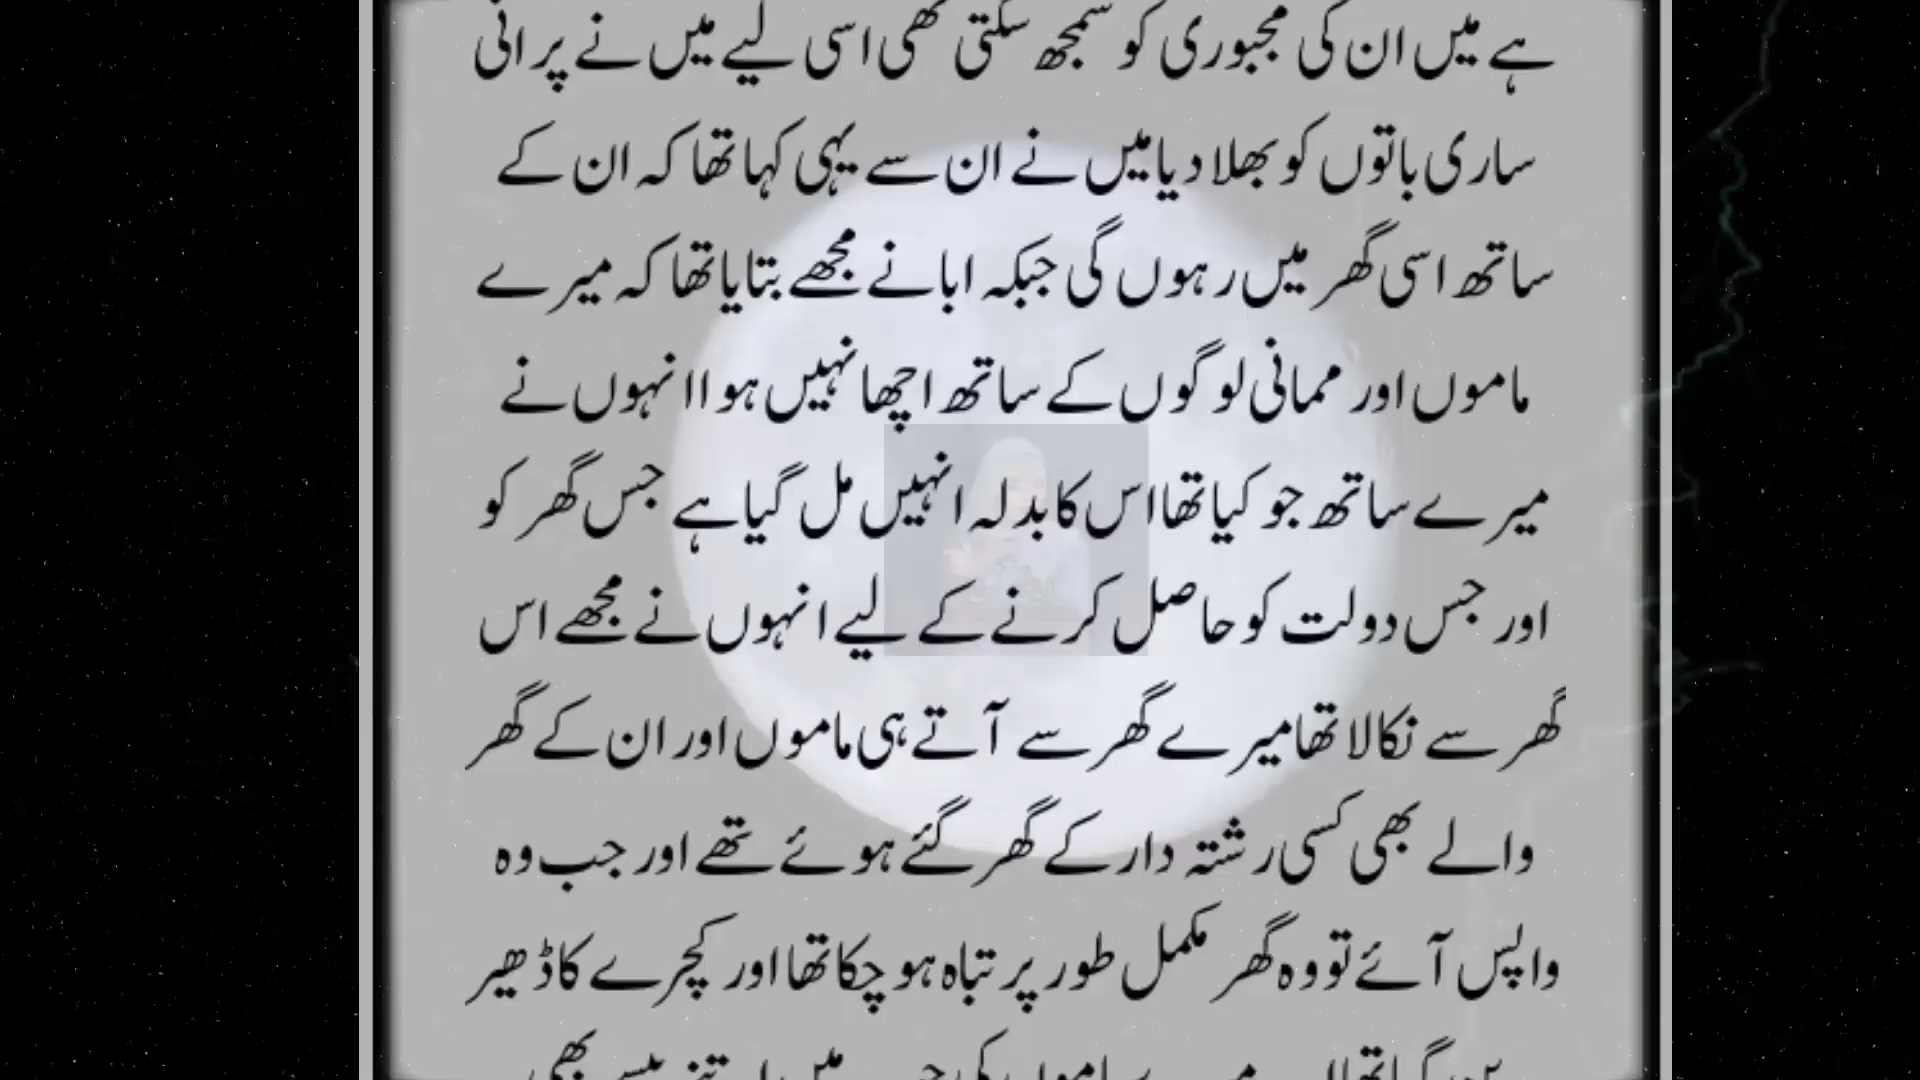 ہے میں ان کی مجبوری کو سمجھ سکتی تھی اسی لیے میں نے پرانی
ساری باتوں کو بھلا دیا میں نے ان سے یہی کہا تھا کہ ان کے
ساتھ اسی گھر میں رہوں گی جبکہ ابا نے مجھے بتایا تھا کہ میرے
ماموں اور ممانی لوگوں کے ساتھ اچھا نہیں ہوا انہوں نے
میرے ساتھ جو کیا تھا اس کا بدلہ انہیں مل گیا ہے جس گھر کو
اور جس دولت کو حاصل کرنے کے لیے انہوں نے مجھے اس
گھر سے نکالا تھا میرے گھر سے آتے ہی ماموں اور ان کے گھر
والے بھی کسی رشتہ دار کے گھر گئے ہوئے تھے اور جب وہ
واپس آئے تو وہ گھر مکمل طور پر تباہ ہو چکا تھا اور کچرے کا ڈھیر